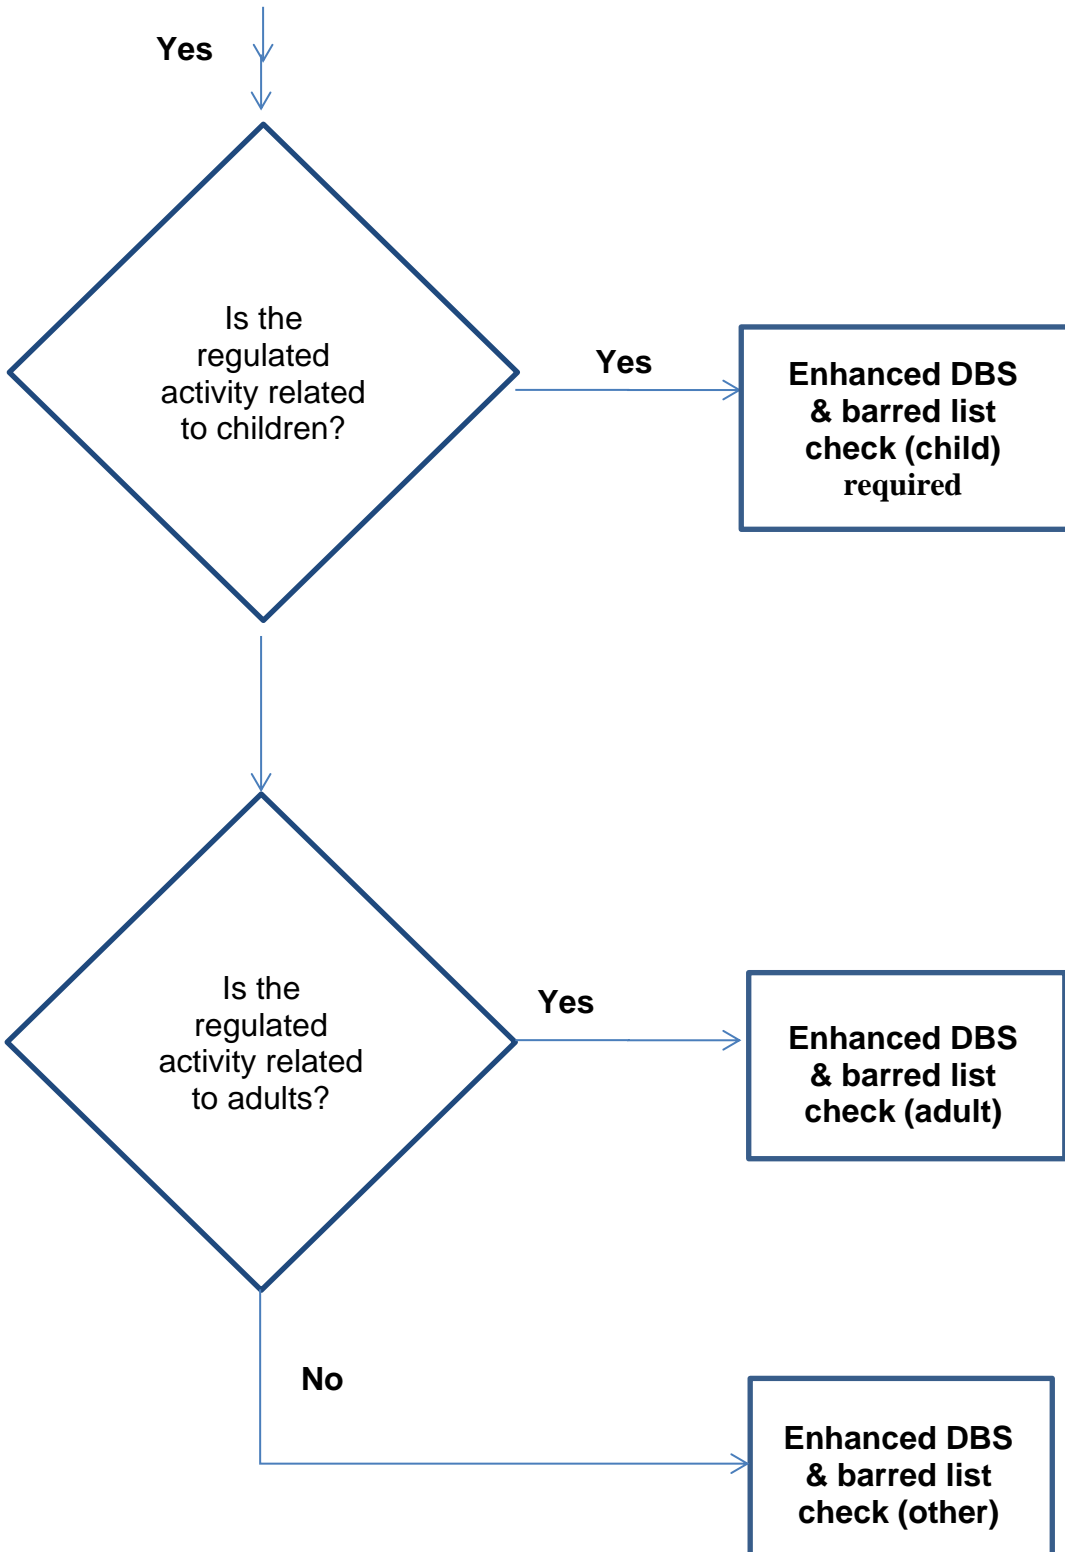 Yes
Is the
regulated
activity related
to children?
Yes
Enhanced DBS
& barred list
check (child)
required
Is the
regulated
activity related
to adults?
Yes
Enhanced DBS
& barred list
check (adult)
No
Enhanced DBS
& barred list
check (other)